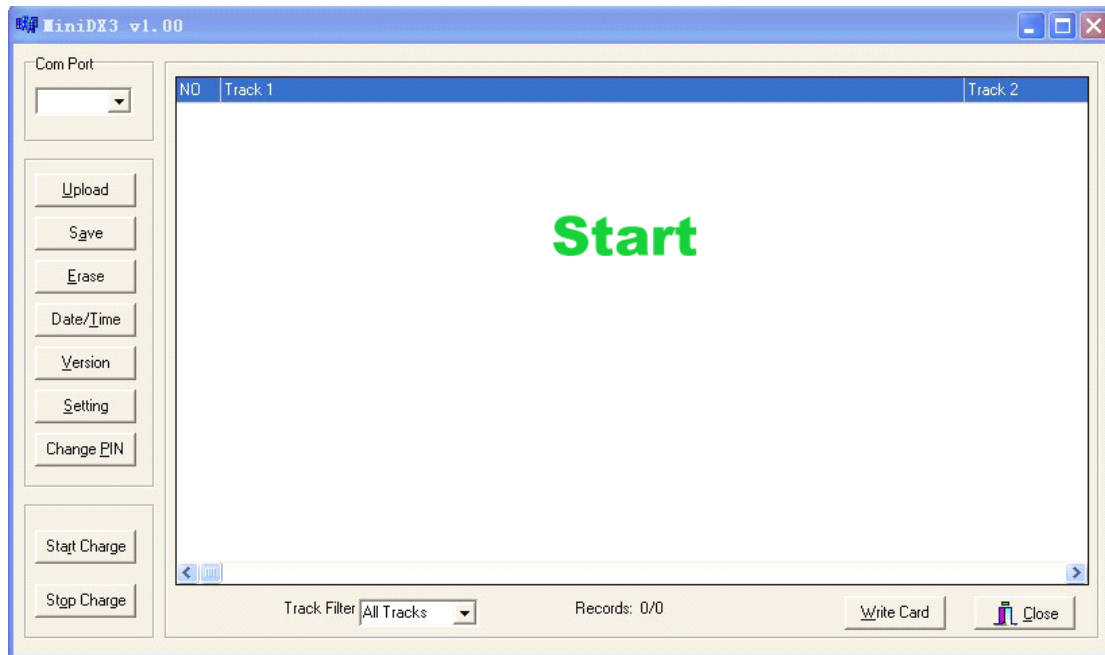 MiniDX3 v1.00
Com Port
NO Track 1 Track 2
Upload
Start
Save
Erase
Date/Time
Version
Setting
Change PIN
Start Charge
Stop Charge
Track Filter All Tracks Records: 0/0 Write Card Close